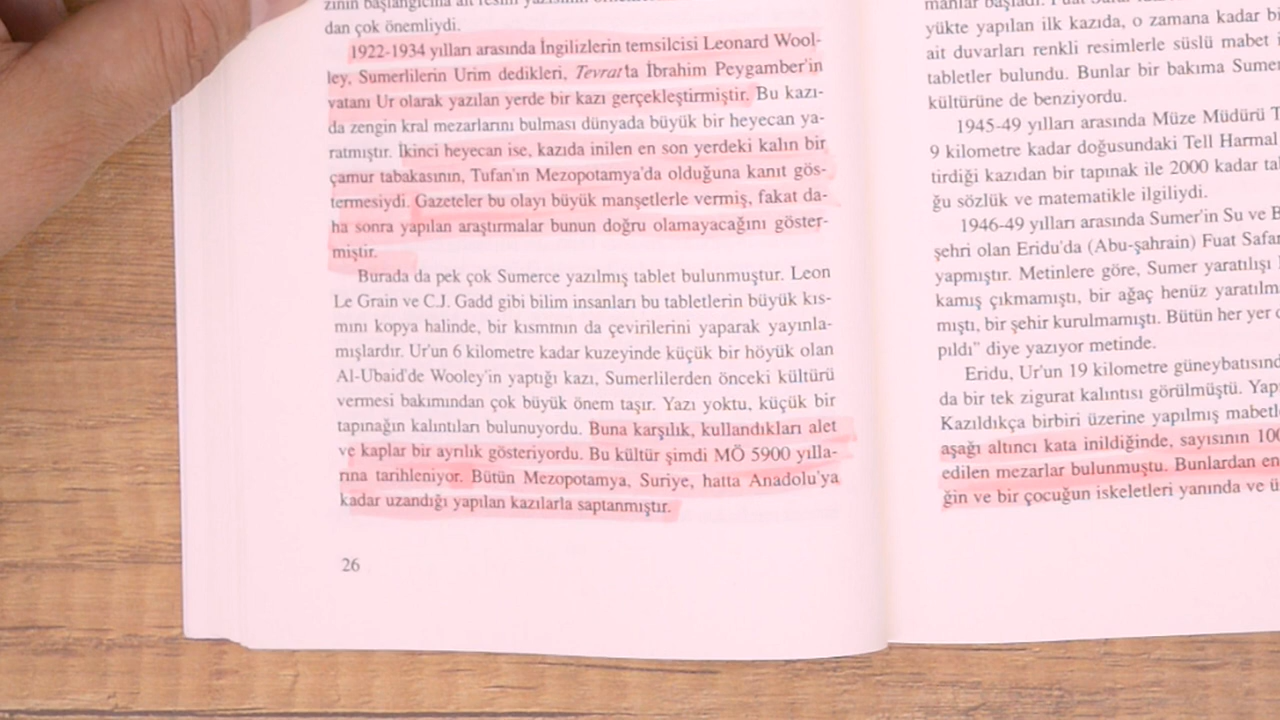 dan çok önemliydi.
1922-1934 yılları arasında İngilizlerin temsilcisi Leonard Wool-
ley, Sumerlilerin Urim dedikleri, Tevrat'ta İbrahim Peygamber'in
vatanı Ur olarak yazılan yerde bir kazı gerçekleştirmiştir. Bu kazı-
da zengin kral mezarlarını bulması dünyada büyük bir heyecan ya-
ratmıştır. İkinci heyecan ise, kazıda inilen en son yerdeki kalın bir
çamur tabakasının, Tufan'ın Mezopotamya'da olduğuna kanıt gös-
termesiydi. Gazeteler bu olayı büyük manşetlerle vermiş, fakat da-
ha sonra yapılan araştırmalar bunun doğru olamayacağını göster-
miştir.
Burada da pek çok Sumerce yazılmış tablet bulunmuştur. Leon
Le Grain ve C.J. Gadd gibi bilim insanları bu tabletlerin büyük kıs-
mını kopya halinde, bir kısmının da çevirilerini yaparak yayınla-
mışlardır. Ur'un 6 kilometre kadar kuzeyinde küçük bir höyük olan
Al-Ubaid'de Wooley'in yaptığı kazı, Sumerlilerden önceki kültürü
vermesi bakımından çok büyük önem taşır. Yazı yoktu, küçük bir
tapınağın kalıntıları bulunuyordu. Buna karşılık, kullandıkları alet
ve kaplar bir ayrılık gösteriyordu. Bu kültür şimdi MÖ 5900 yılla-
rına tarihleniyor. Bütün Mezopotamya, Suriye, hatta Anadolu'ya
kadar uzandığı yapılan kazılarla saptanmıştır.
26
yükte yapılan ilk kazıda, o zamana kadar
ait duvarları renkli resimlerle süslü mabet
tabletler bulundu. Bunlar bir bakıma
kültürüne de benziyordu.
1945-49 yılları arasında Müze Müdürü
9 kilometre kadar doğusundaki Tell Harmal
tirdiği kazıdan bir tapınak ile 2000 kadar
ğu sözlük ve matematikle ilgiliydi.
1946-49 yılları arasında Sumer'in Su ve
şehri olan Eridu'da (Abu-şahrain) Fuat
yapmıştır. Metinlere göre, Sumer yaratılışı
kamış çıkmamıştı, bir ağaç henüz
mıştı, bir şehir kurulmamıştı. Bütün her yer
pıldı" diye yazıyor metinde.
Eridu, Ur'un 19 kilometre
da bir tek zigurat kalıntısı görülmüştü.
Kazıldıkça birbiri üzerine yapılmış
aşağı altıncı kata inildiğinde, sayısının
edilen mezarlar bulunmuştu. Bunlardan en
ğin ve bir çocuğun iskeletleri yanında ve